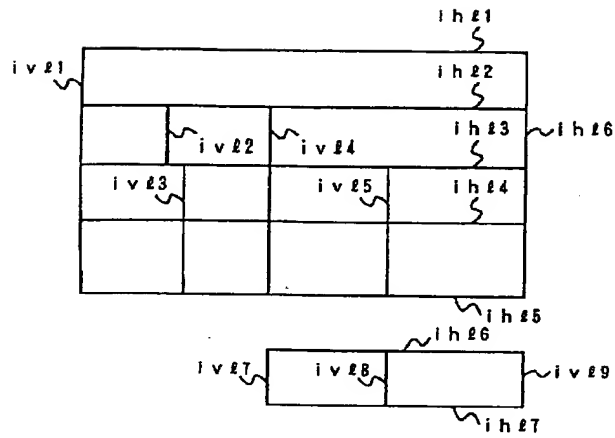 ihℓ1
ivℓ1
ihℓ2
ivℓ2
ivℓ4
ihℓ3
ihℓ6
ivℓ3
ivℓ5
ihℓ4
ihℓ5
ihℓ6
ivℓ7
ivℓ8
ivℓ9
ihℓ7